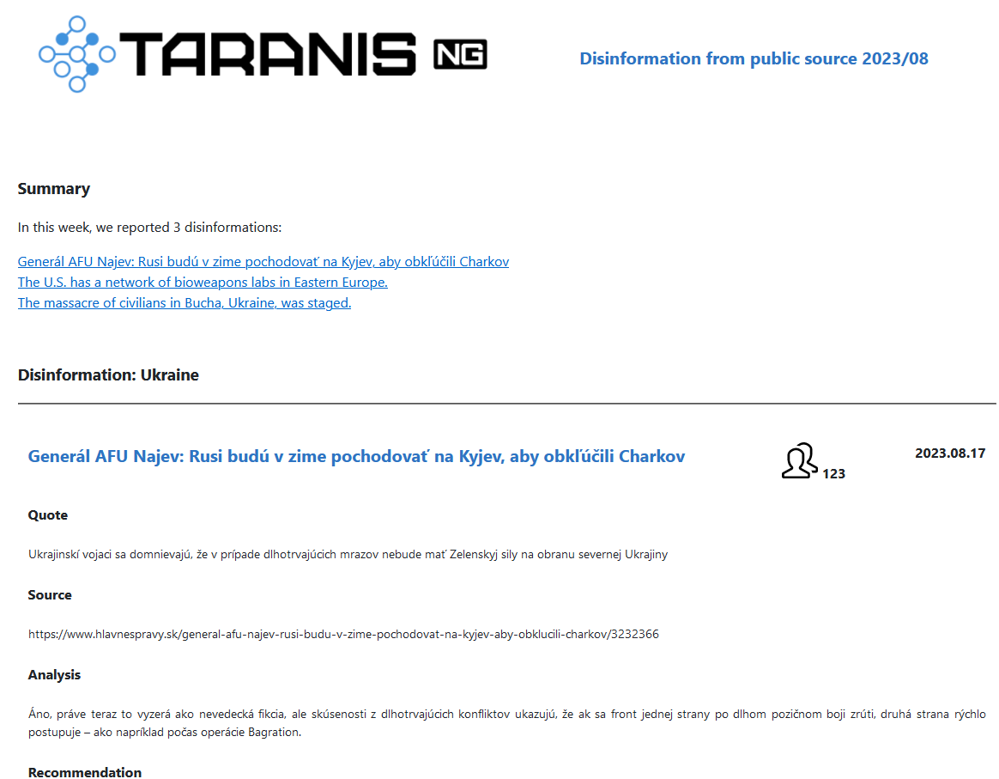 TARANIS NG
Disinformation from public source 2023/08
Summary
In this week, we reported 3 disinformations:
Generál AFU Najev: Rusi budú v zime pochodovať na Kyjev, aby obkľúčili Charkov
The U.S. has a network of bioweapons labs in Eastern Europe.
The massacre of civilians in Bucha, Ukraine, was staged.
Disinformation: Ukraine
Generál AFU Najev: Rusi budú v zime pochodovať na Kyjev, aby obkľúčili Charkov
123
2023.08.17
Quote
Ukrajinskí vojaci sa domnievajú, že v prípade dlhotrvajúcich mrazov nebude mať Zelenskyj sily na obranu severnej Ukrajiny
Source
https://www.hlavnespravy.sk/general-afu-najev-rusi-budu-v-zime-pochodovat-na-kyjev-aby-obklucili-charkov/3232366
Analysis
Áno, práve teraz to vyzerá ako nevedecká fikcia, ale skúsenosti z dlhotrvajúcich konfliktov ukazujú, že ak sa front jednej strany po dlhom pozičnom boji zrúti, druhá strana rýchlo
postupuje – ako napríklad počas operácie Bagration.
Recommendation